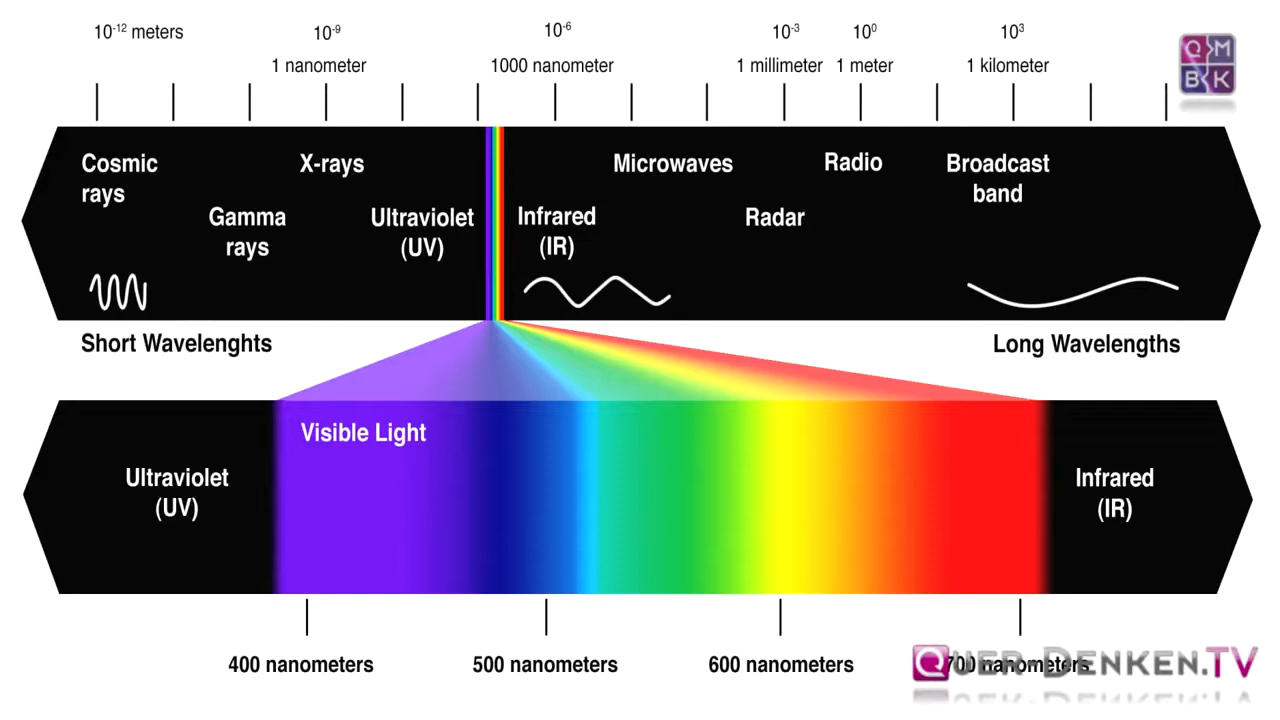 10-12 meters 10-9 10-6 10-3 100 103
1 nanometer 1000 nanometer 1 millimeter 1 meter 1 kilometer
Q M
B K
Cosmic
rays
X-rays
Microwaves
Radio
Broadcast
band
Gamma
rays
Ultraviolet
(UV)
Infrared
(IR)
Radar
Short Wavelenghts
Long Wavelengths
Visible Light
Ultraviolet
(UV)
Infrared
(IR)
400 nanometers 500 nanometers 600 nanometers 700 nanometers
QUER-DENKEN.TV